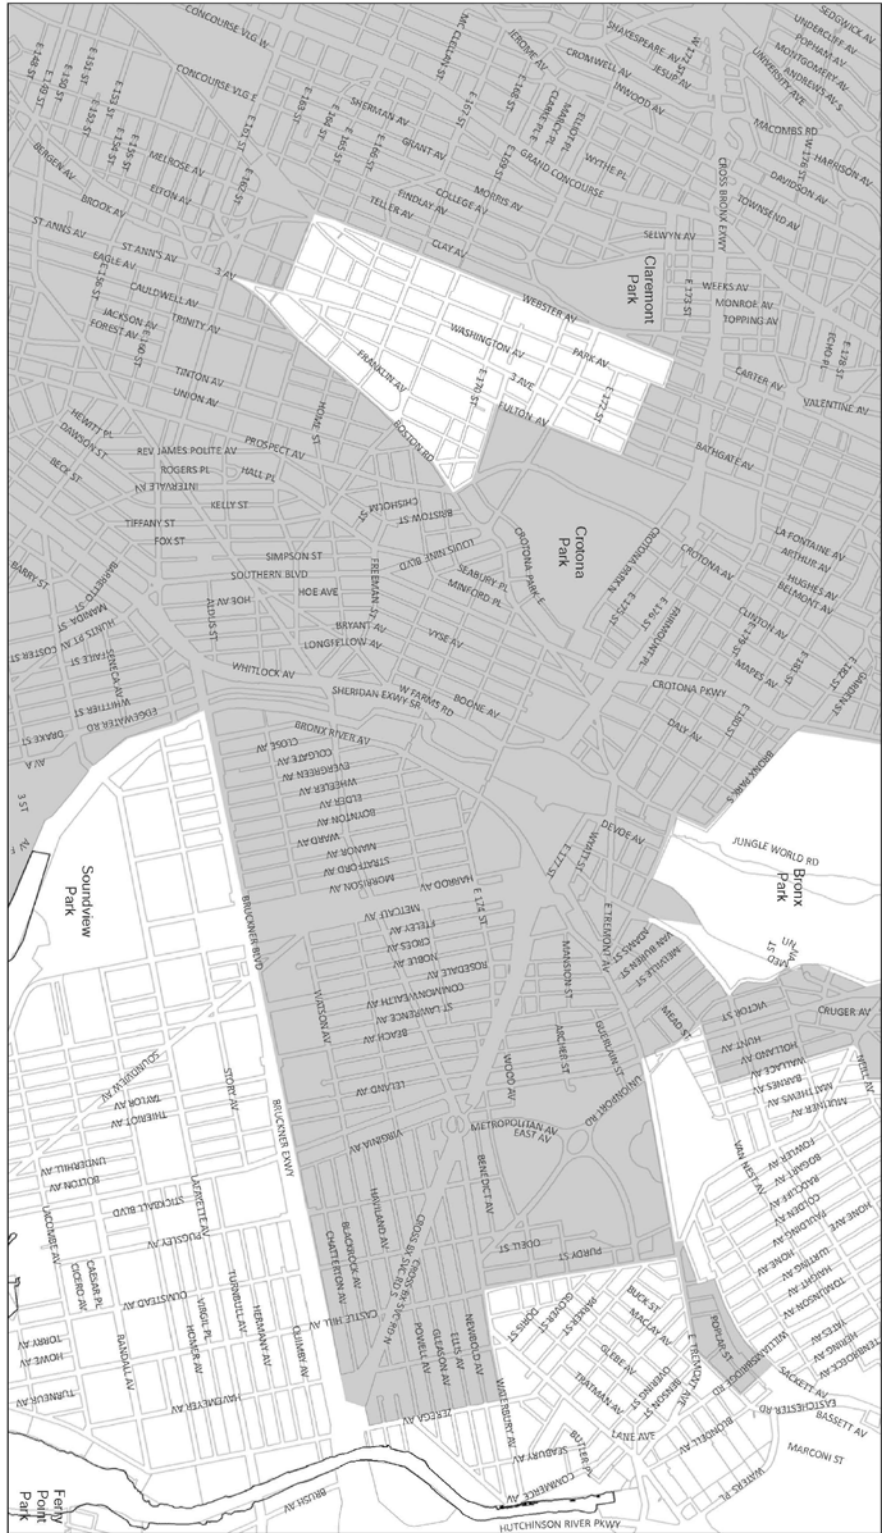 CONCOURSE VLG W
SEDGWICK AV
UNDERCLIFF AV
POPHAM AV
MONTGOMERY AV
ANDREWS AV S
UNIVERSITY AVE
MC CLELLAN ST
JEROME AV
SHAKESPEARE AV
W 172 ST
CROMWELL AV
JESUP AV
INWOOD AV
E 148 ST
E 149 ST
E 150 ST
E 151 ST
E 152 ST
E 153 ST
E 154 ST
E 155 ST
CONCOURSE VLG E
E 161 ST
E 162 ST
E 163 ST
E 164 ST
E 165 ST
E 166 ST
SHERMAN AV
E 167 ST
E 168 ST
CLARKE PL E
MARCY PL
ELLIOT PL
MACOMBS RD
W 176 ST
HARRISON AV
GRANT AV
E 169 ST
GRAND CONCOURSE
WYTHE PL
DAVIDSON AV
TOWNSEND AV
CROSS BRONX EXWY
BERGEN AV
MELROSE AV
ELTON AV
BROOK AV
MORRIS AV
COLLEGE AV
FINDLAY AV
TELLER AV
CLAY AV
SELWYN AV
Claremont
Park
E 173 ST
WEEKS AV
MONROE AV
TOPPING AV
ST ANNS AV
ST ANN'S AV
EAGLE AV
E 156 ST
3 AV
CAULDWELL AV
TRINITY AV
JACKSON AV
FOREST AV
E 160 ST
WEBSTER AV
WASHINGTON AV
PARK AV
3 AVE
FRANKLIN AV
E 170 ST
E 172 ST
FULTON AV
ECHO PL
E 178 ST
CARTER AV
VALENTINE AV
TINTON AV
UNION AV
HOME ST
BOSTON RD
BATHGATE AV
HEWITT PL
DAWSON ST
BECK ST
REV JAMES POLITE AV
PROSPECT AV
ROGERS PL
HALL PL
INTERVALE AV
KELLY ST
CHISHOLM
ST
BRISTOW ST
LOUIS NINE BLVD
CROTONA PARK E
Crotona
Park
CROTONA PARK N
CROTONA AV
LA FONTAINE AV
ARTHUR AV
HUGHES AV
BELMONT AV
TIFFANY ST
FOX ST
SIMPSON ST
SOUTHERN BLVD
HOE AVE
HOE AV
ALDUS ST
FREEMAN ST
SEABURY PL
MINFORD PL
E 175 ST
E 176 ST
FAIRMOUNT PL
CLINTON AV
E 179 ST
MAPES AV
E 181 ST
E 182 ST
GARDEN ST
BARRY ST
BARRETTO ST
MANIDA ST
HUNTS PT AV
FAILE ST
COSTER ST
SENECA AV
WHITTIER ST
DRAKE ST
EDGEWATER RD
AV A
3 ST
BRYANT AV
LONGFELLOW AV
VYSE AV
WHITLOCK AV
SHERIDAN EXWY SR
W FARMS RD
BOONE AV
CROTONA PKWY
DALY AV
E 180 ST
BRONX PARK S
BRONX RIVER AV
CLOSE AV
COLGATE AV
EVERGREEN AV
WHEELER AV
ELDER AV
BOYNTON AV
WARD AV
MANOR AV
STRATFORD AV
MORRISON AV
HARROD AV
E 174 ST
DEVOE AV
WYATT ST
E 177 ST
JUNGLE WORLD RD
Bronx
Park
Soundview
Park
BRUCKNER BLVD
METCALF AV
FTELEY AV
CROES AV
NOBLE AV
ROSEDALE AV
COMMONWEALTH AV
ST LAWRENCE AV
BEACH AV
WATSON AV
LELAND AV
MANSION ST
ARCHER ST
WOOD AV
GUERLAIN ST
E TREMONT AV
ADAMS ST
VAN BUREN ST
MELVILLE ST
MEAD ST
VICTOR ST
CRUGER AV
HUNT AV
HOLLAND AV
WALLACE AV
BARNES AV
MATTHEWS AV
MULINER AV
NEILL AV
SOUNDVIEW AV
TAYLOR AV
THERIOT AV
STORY AV
BRUCKNER EXWY
UNDERHILL AV
BOLTON AV
VIRGINIA AV
METROPOLITAN AV
EAST AV
UNIONPORT RD
BENEDICT AV
VAN NEST AV
FOWLER AV
BOGART AV
RADCLIFF AV
COLDEN AV
PAULDING AV
HONE AV
HONE AVE
LURTING AV
HAIGHT AV
TOMLINSON AV
YATES AV
HERING AV
TENBROECK AV
LACOMBE AV
STICKBALL BLVD
LAFAYETTE AV
PUGSLEY AV
CAESAR PL
CICERO AV
OLMSTEAD AV
VIRGIL PL
HOMER AV
TURNBULL AV
HERMANY AV
QUIMBY AV
HAVILAND AV
BLACKROCK AV
CHATTERTON AV
CASTLE HILL AV
CROSS BX SVC RD S
CROSS BX SVC RD N
ODELL ST
PURDY ST
TORRY AV
HOWE AV
TURNEUR AV
RANDALL AV
HAVEMEYER AV
POWELL AV
GLEASON AV
ELLIS AV
NEWBOLD AV
ZEREGA AV
WATERBURY AV
DORIS ST
GLOVER ST
PARKER ST
BUCK ST
MACLAY AV
GLEBE AV
TRATMAN AV
OVERING ST
BENSON ST
E TREMONT AVE
POPLAR ST
WILLIAMSBRIDGE RD
SACKETT AV
EASTCHESTER RD
BASSETT AV
MARCONI ST
LANE AVE
BLONDELL AV
WATERS PL
BUTLER PL
SEABURY AV
COMMERCE
AV
BRUSH AV
HUTCHINSON RIVER PKWY
Ferry
Point
Park